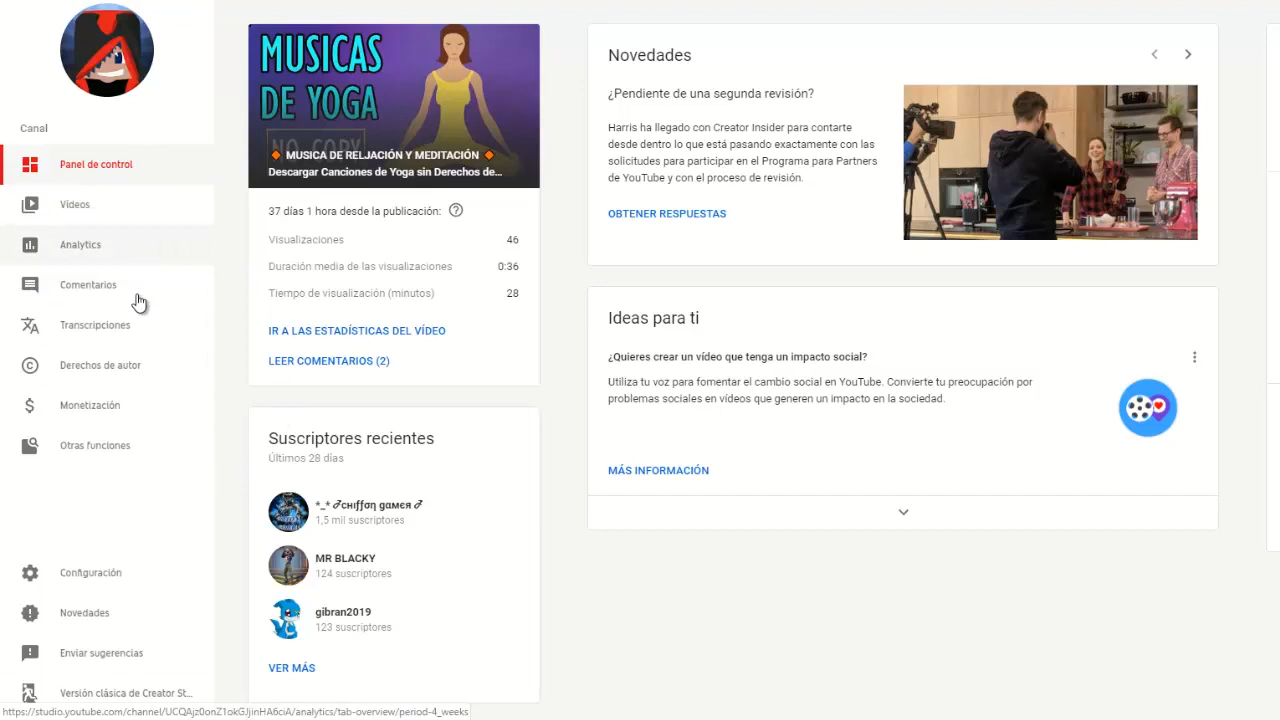 Canal
Panel de control
Vídeos
Analytics
Comentarios
Transcripciones
Derechos de autor
Monetización
Otras funciones
Configuración
Novedades
Enviar sugerencias
Versión clásica de Creator St...
MUSICAS
DE YOGA
NO COPY
🔸 MUSICA DE RELJACIÓN Y MEDITACIÓN 🔸
Descargar Canciones de Yoga sin Derechos de...
37 días 1 hora desde la publicación:
Visualizaciones 46
Duración media de las visualizaciones 0:36
Tiempo de visualización (minutos) 28
IR A LAS ESTADÍSTICAS DEL VÍDEO
LEER COMENTARIOS (2)
Suscriptores recientes
Últimos 28 días
*_* ♂cнιƒƒση gαмєя♂
1,5 mil suscriptores
MR BLACKY
124 suscriptores
gibran2019
123 suscriptores
VER MÁS
Novedades
¿Pendiente de una segunda revisión?
Harris ha llegado con Creator Insider para contarte
desde dentro lo que está pasando exactamente con las
solicitudes para participar en el Programa para Partners
de YouTube y con el proceso de revisión.
OBTENER RESPUESTAS
Ideas para ti
¿Quieres crear un vídeo que tenga un impacto social?
Utiliza tu voz para fomentar el cambio social en YouTube. Convierte tu preocupación por
problemas sociales en vídeos que generen un impacto en la sociedad.
MÁS INFORMACIÓN
https://studio.youtube.com/channel/UCQAjz0onZ1okGJjinHA6ciA/analytics/tab-overview/period-4_weeks